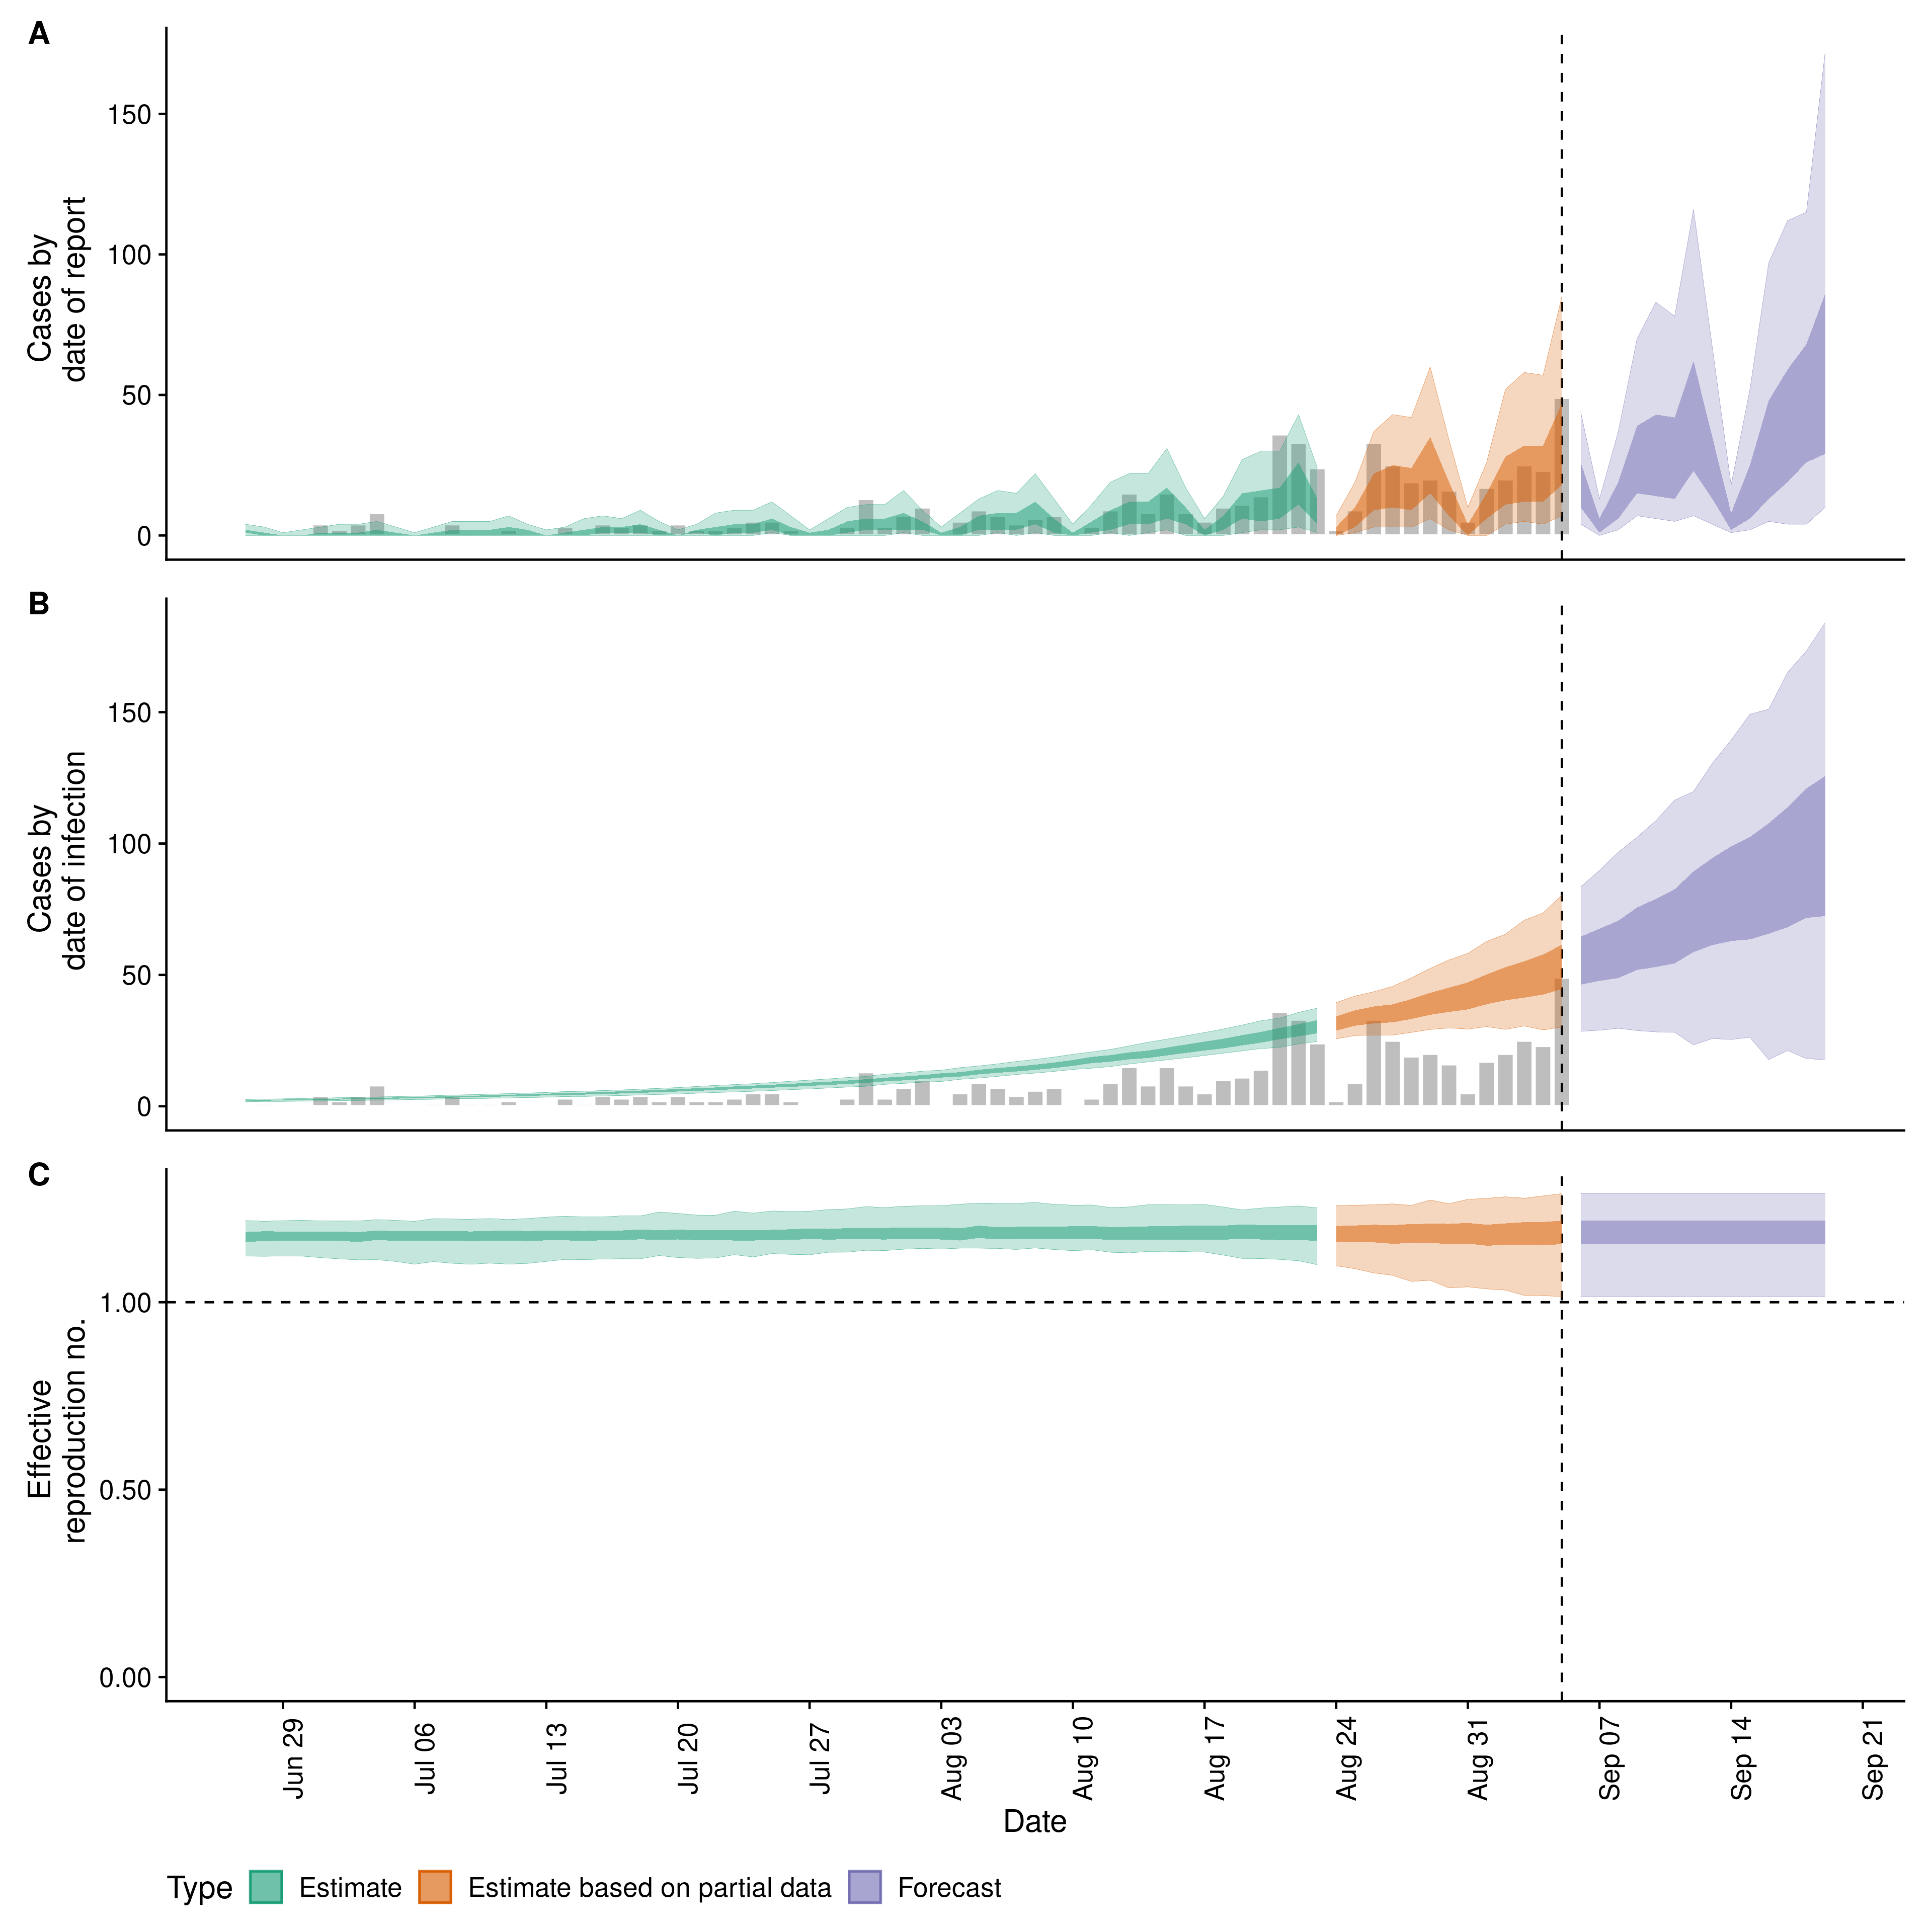 A
Cases by
date of report
150
100
50
0
B
Cases by
date of infection
150
100
50
0
C
Effective
reproduction no.
1.00
0.50
0.00
Jun 29
Jul 06
Jul 13
Jul 20
Jul 27
Aug 03
Aug 10
Aug 17
Aug 24
Aug 31
Sep 07
Sep 14
Sep 21
Date
Type Estimate Estimate based on partial data Forecast